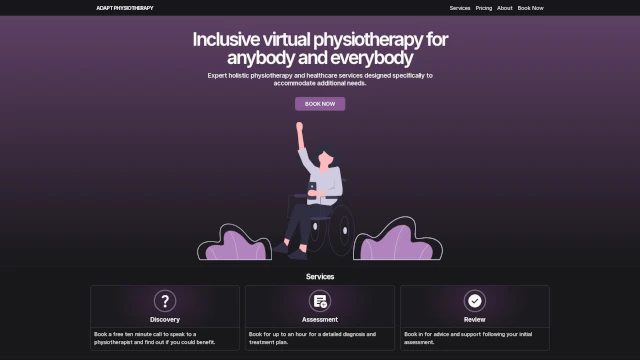 ADAPT PHYSIOTHERAPY
Services Pricing About Book Now
Inclusive virtual physiotherapy for
anybody and everybody
Expert holistic physiotherapy and healthcare services designed specifically to
accommodate additional needs.
BOOK NOW
Services
Discovery
Book a free ten minute call to speak to a
physiotherapist and find out if you could benefit.
Assessment
Book for up to an hour for a detailed diagnosis and
treatment plan.
Review
Book in for advice and support following your initial
assessment.